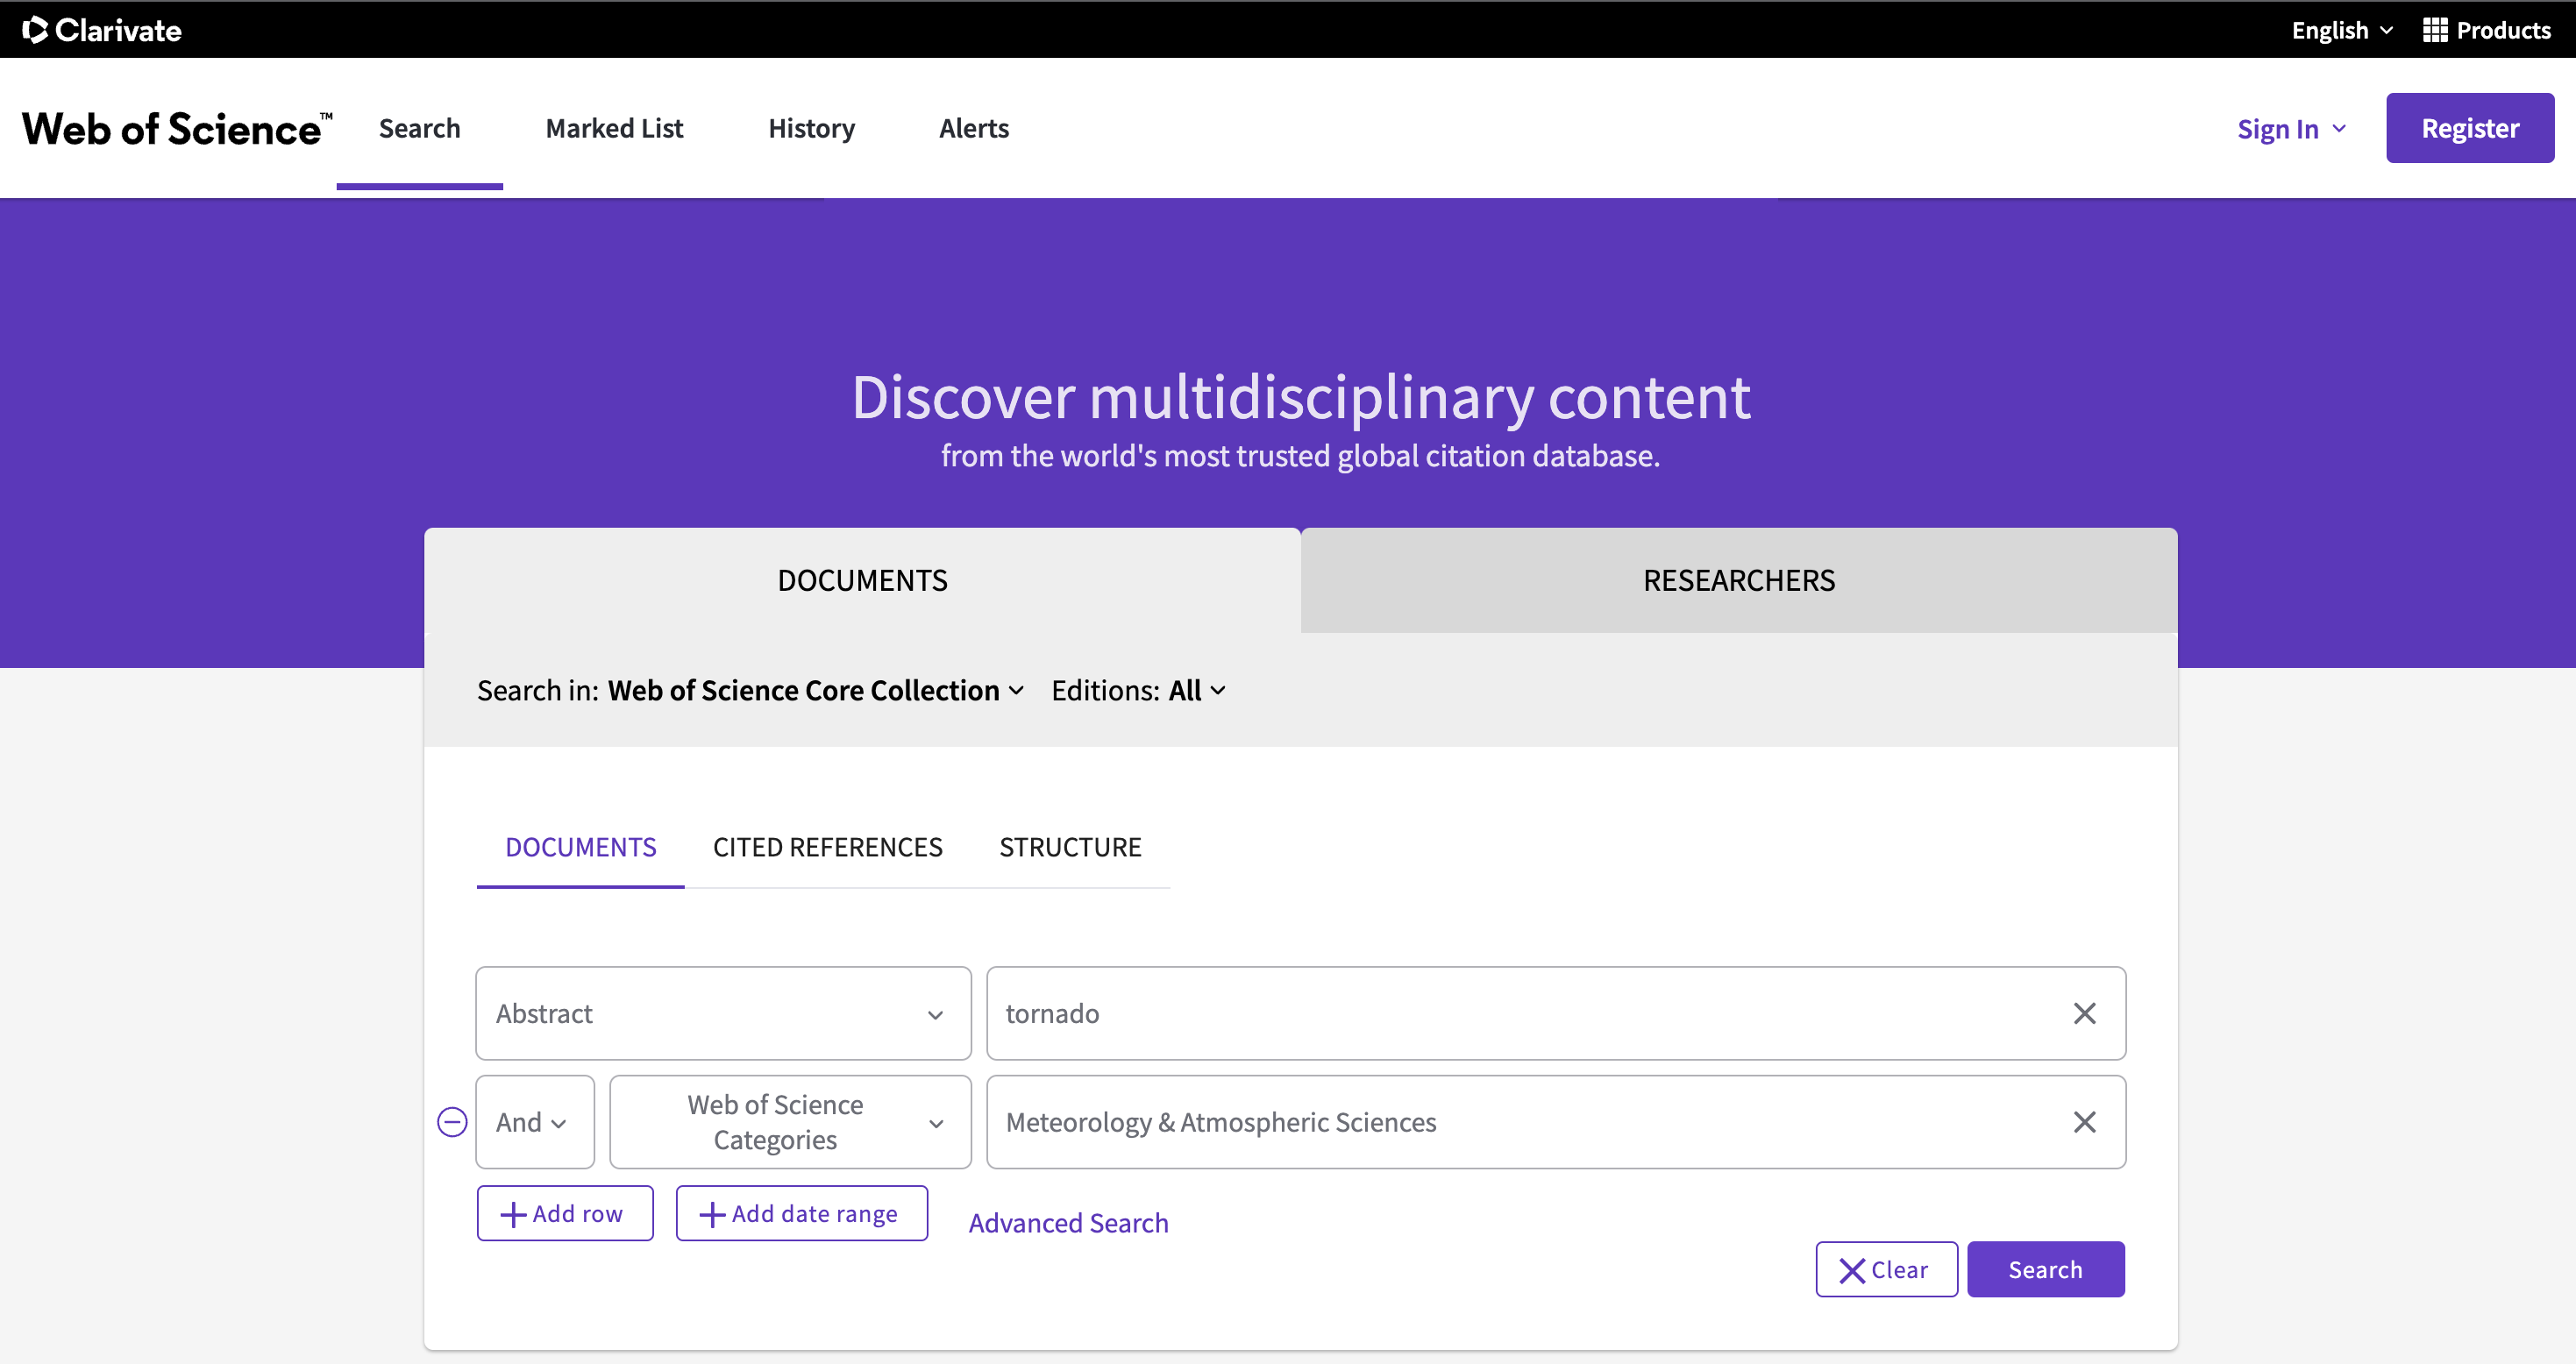 Clarivate
English
Products
Web of Science™
Search
Marked List
History
Alerts
Sign In
Register
Discover multidisciplinary content
from the world's most trusted global citation database.
DOCUMENTS
RESEARCHERS
Search in: Web of Science Core Collection
Editions: All
DOCUMENTS
CITED REFERENCES
STRUCTURE
Abstract
tornado
And
Web of Science
Categories
Meteorology & Atmospheric Sciences
Add row
Add date range
Advanced Search
Clear
Search